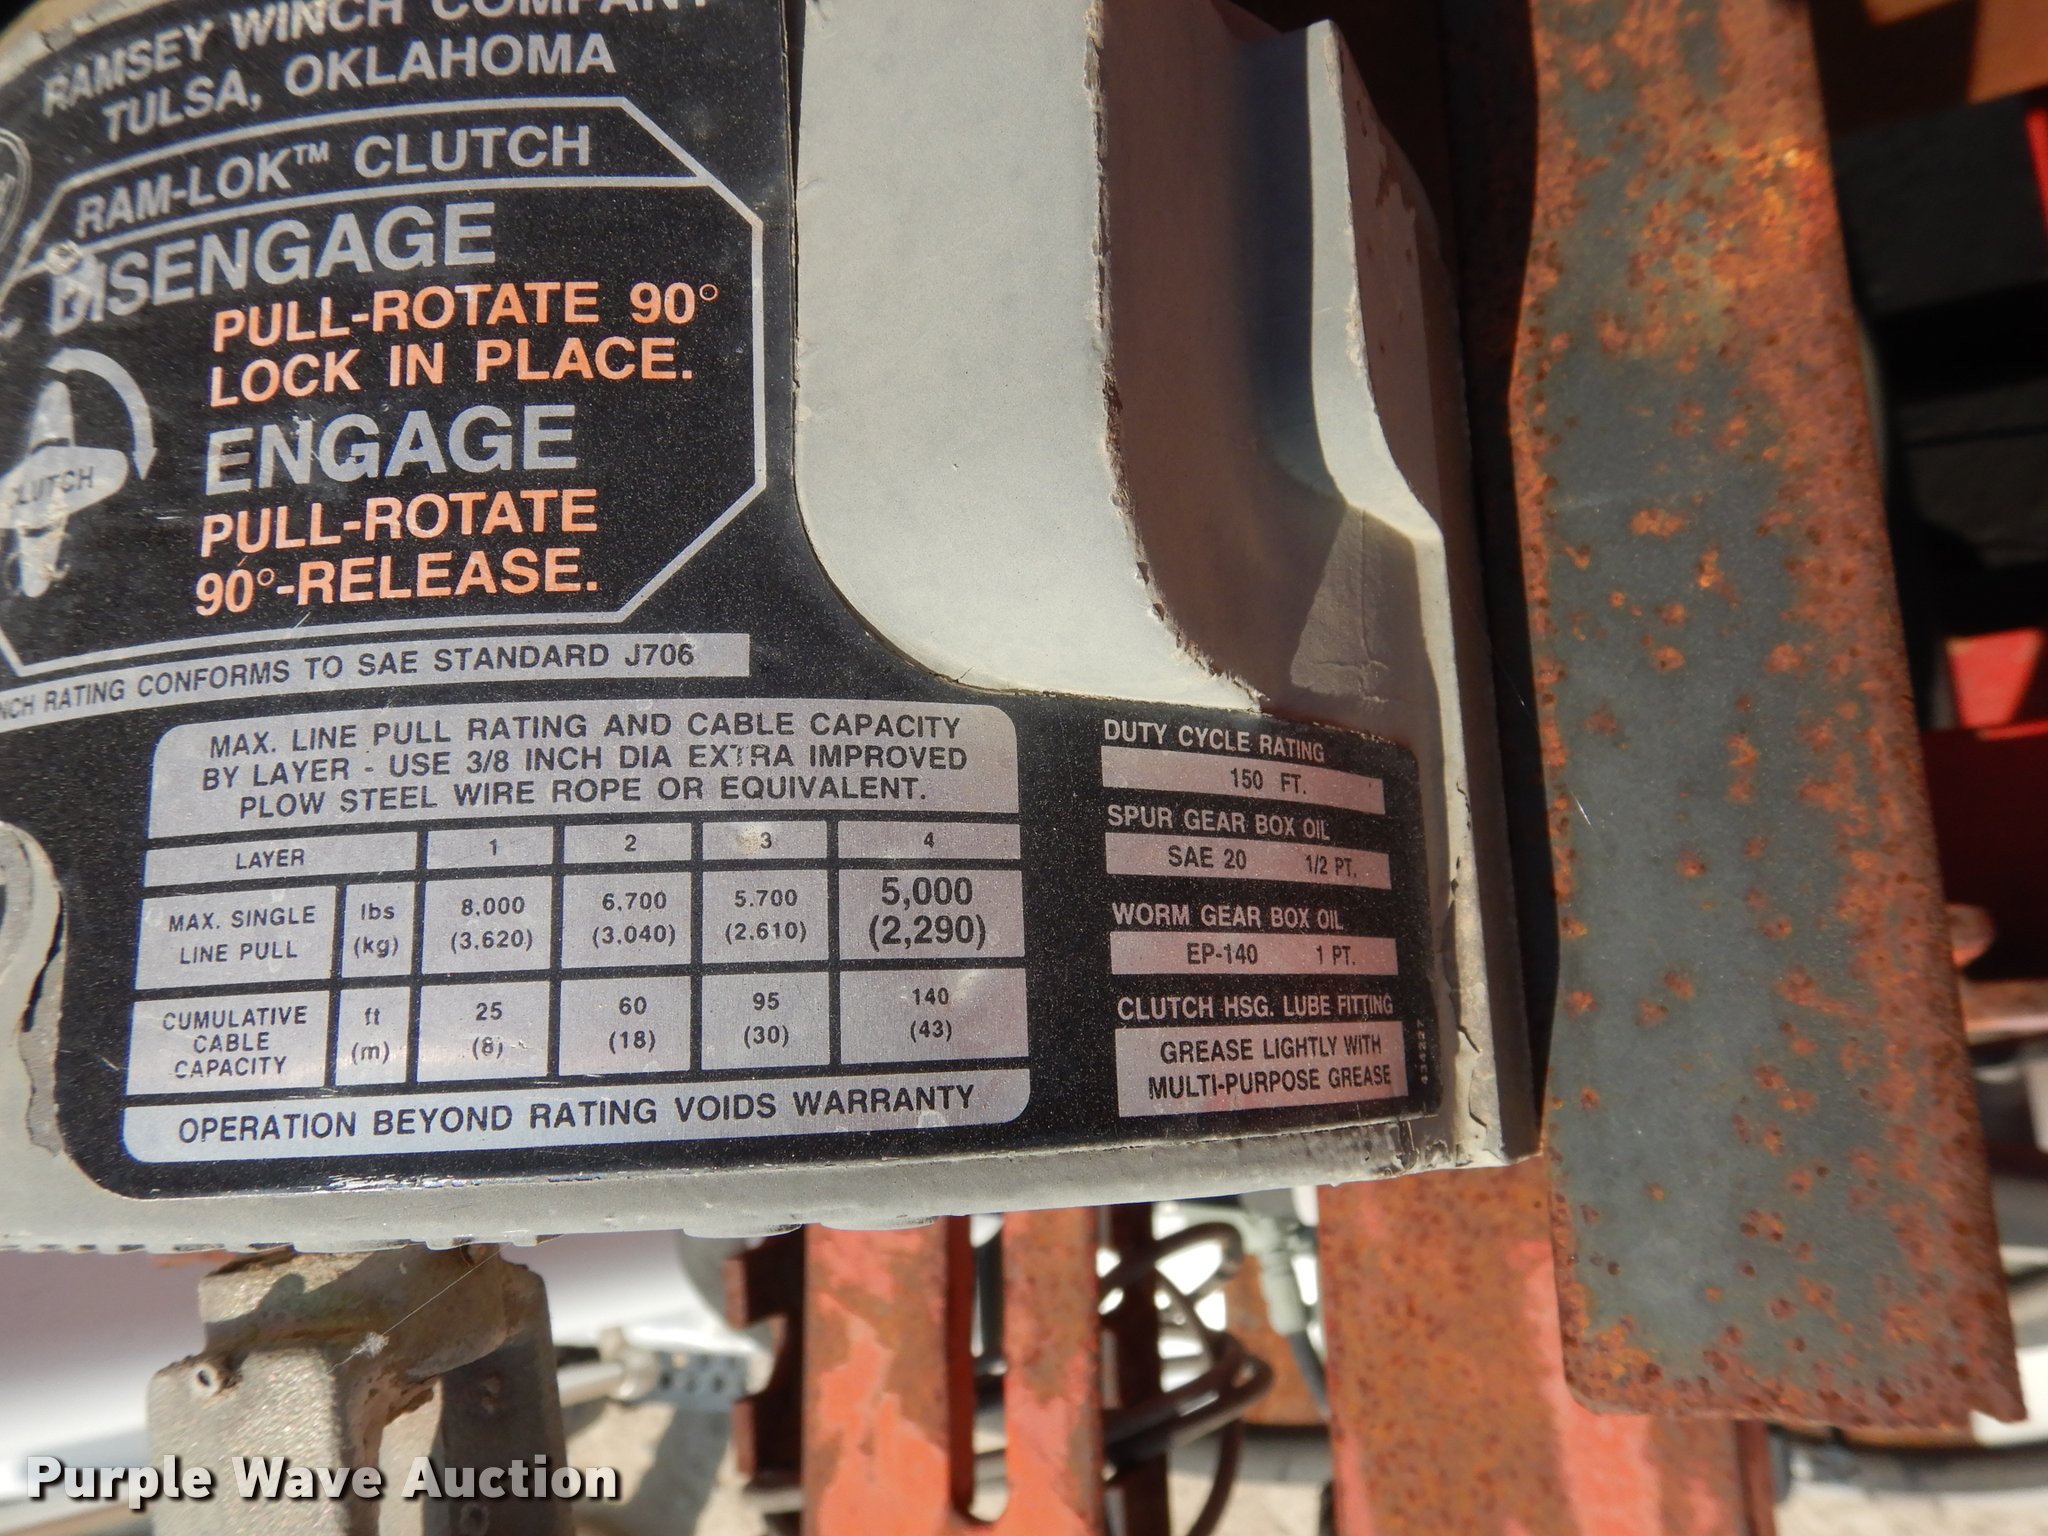 RAMSEY WINCH COMPANY
TULSA, OKLAHOMA
RAM-LOK™ CLUTCH
DISENGAGE
PULL-ROTATE 90°
LOCK IN PLACE.
ENGAGE
PULL-ROTATE
90°-RELEASE.
CLUTCH
RATING CONFORMS TO SAE STANDARD J706
MAX. LINE PULL RATING AND CABLE CAPACITY
BY LAYER - USE 3/8 INCH DIA EXTRA IMPROVED
PLOW STEEL WIRE ROPE OR EQUIVALENT.
LAYER 1 2 3 4
MAX. SINGLE lbs 8,000 6,700 5,700 5,000
LINE PULL (kg) (3,620) (3,040) (2,610) (2,290)
CUMULATIVE ft 25 60 95 140
CABLE (m) (8) (18) (30) (43)
CAPACITY
OPERATION BEYOND RATING VOIDS WARRANTY
DUTY CYCLE RATING
150 FT.
SPUR GEAR BOX OIL
SAE 20 1/2 PT.
WORM GEAR BOX OIL
EP-140 1 PT.
CLUTCH HSG. LUBE FITTING
GREASE LIGHTLY WITH
MULTI-PURPOSE GREASE
Purple Wave Auction